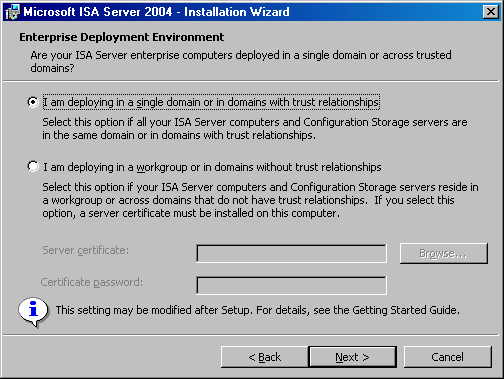 Microsoft ISA Server 2004 - Installation Wizard
Enterprise Deployment Environment
Are your ISA Server enterprise computers deployed in a single domain or across trusted
domains?
I am deploying in a single domain or in domains with trust relationships
Select this option if all your ISA Server computers and Configuration Storage servers are
in the same domain or in domains with trust relationships.
I am deploying in a workgroup or in domains without trust relationships
Select this option if your ISA Server computers and Configuration Storage servers reside in
a workgroup or across domains that do not have trust relationships.  If you select this
option, a server certificate must be installed on this computer.
Server certificate:
Browse...
Certificate password:
This setting may be modified after Setup. For details, see the Getting Started Guide.
< Back
Next >
Cancel